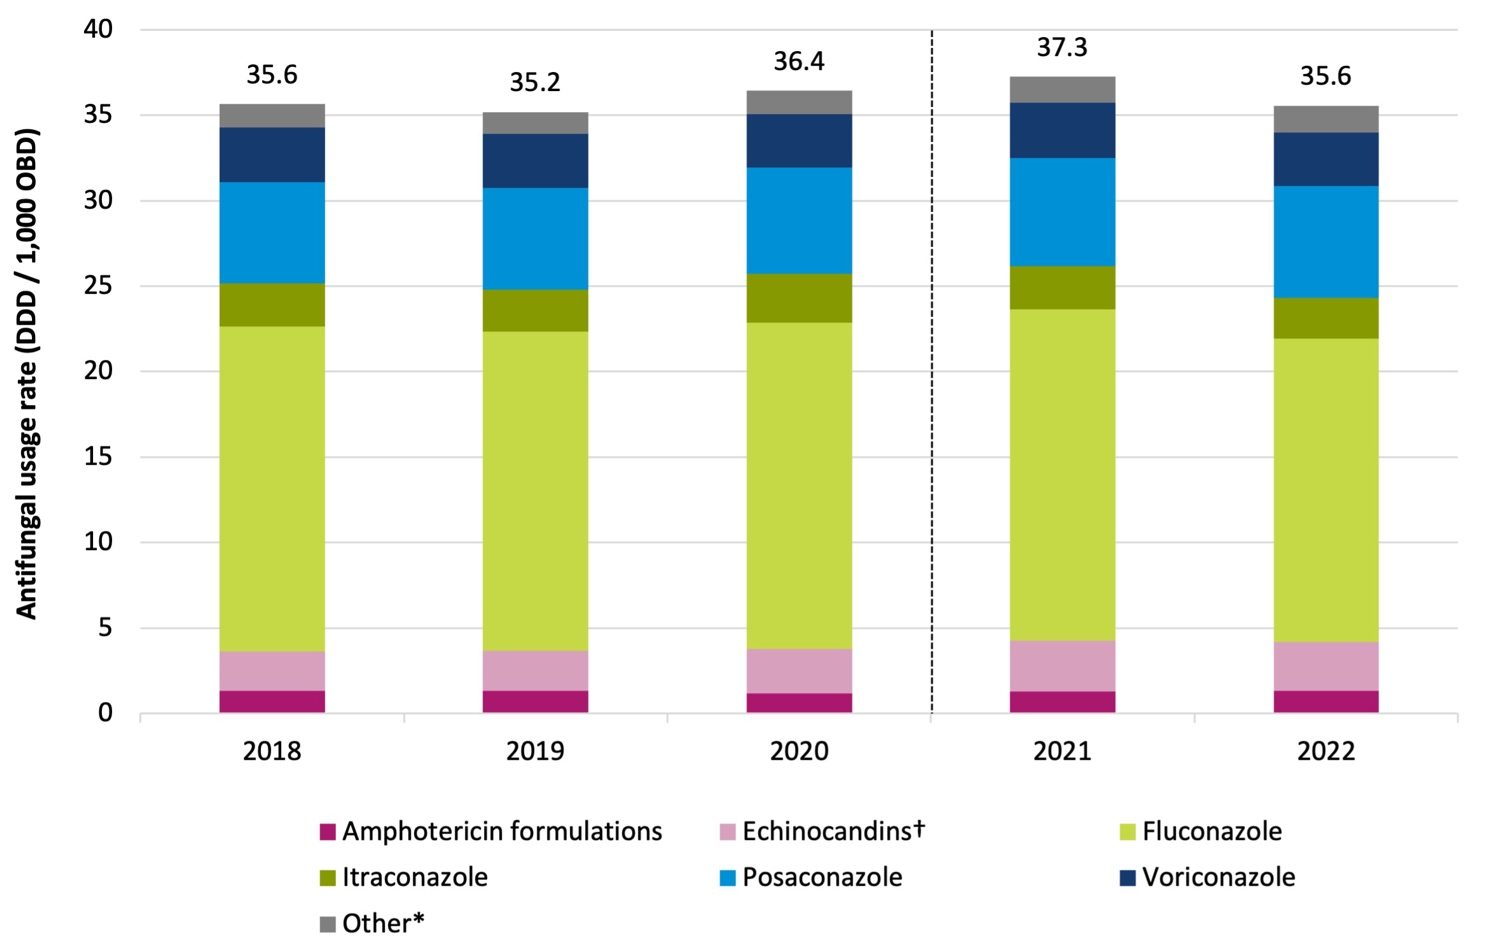 40
35
30
25
20
15
10
5
0
Antifungal usage rate (DDD / 1,000 OBD)
35.6
35.2
36.4
37.3
35.6
2018
2019
2020
2021
2022
Amphotericin formulations
Echinocandins†
Fluconazole
Itraconazole
Posaconazole
Voriconazole
Other*